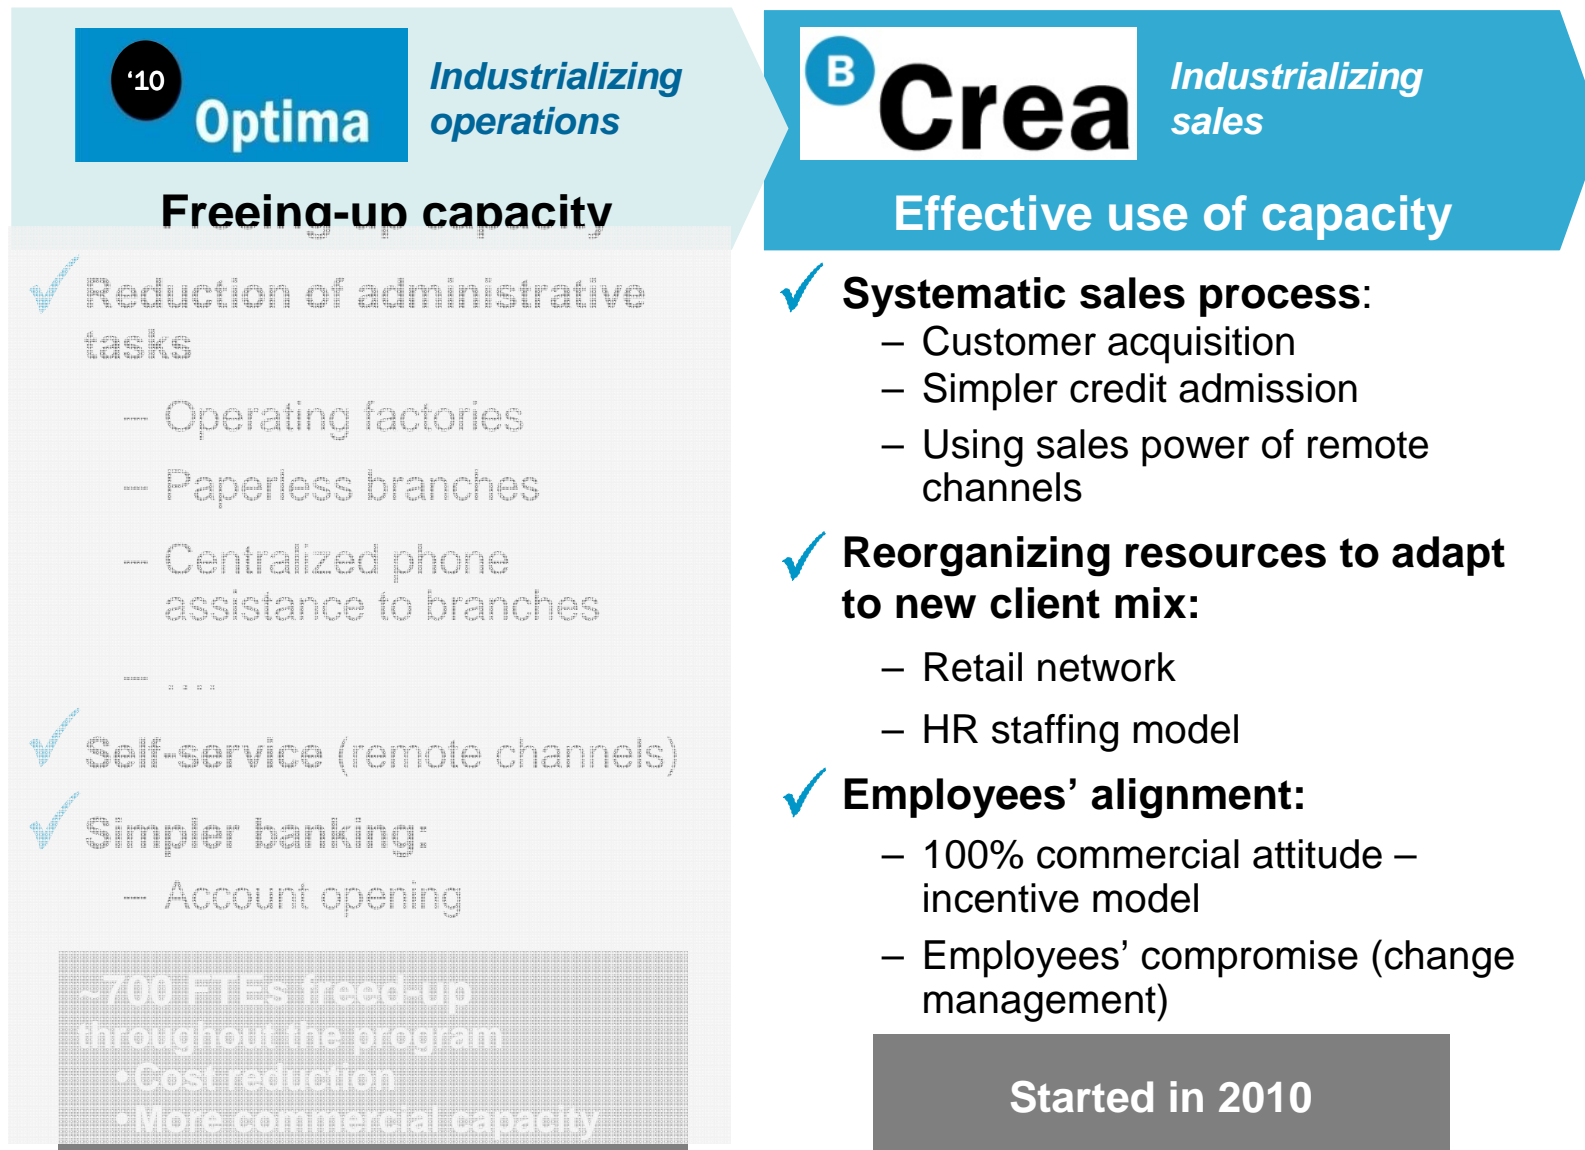 ‘10
Optima
Industrializing
operations
Freeing-up capacity
✓ Reduction of administrative
tasks
– Operating factories
– Paperless branches
– Centralized phone
assistance to branches
– ....
✓ Self-service (remote channels)
✓ Simpler banking:
– Account opening
~700 FTEs freed-up
throughout the program
•Cost reduction
•More commercial capacity
B
Crea
Industrializing
sales
Effective use of capacity
✓ Systematic sales process:
– Customer acquisition
– Simpler credit admission
– Using sales power of remote
channels
✓ Reorganizing resources to adapt
to new client mix:
– Retail network
– HR staffing model
✓ Employees’ alignment:
– 100% commercial attitude –
incentive model
– Employees’ compromise (change
management)
Started in 2010